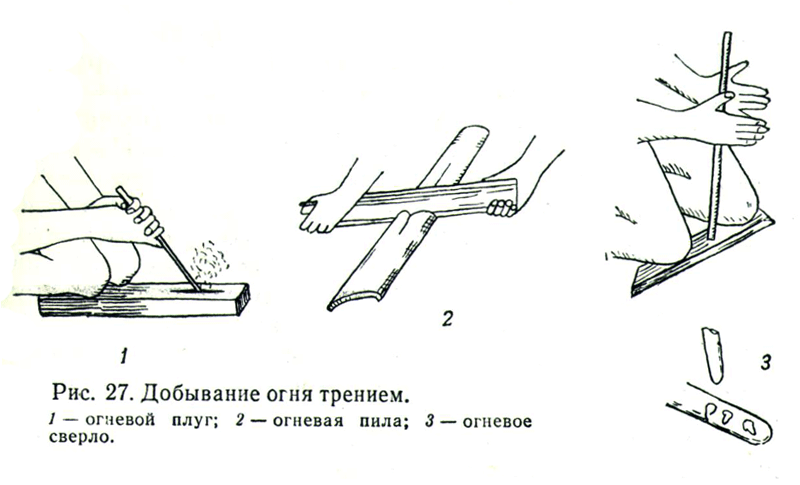 1
2
3
Рис. 27. Добывание огня трением.
1 — огневой плуг; 2 — огневая пила; 3 — огневое
сверло.